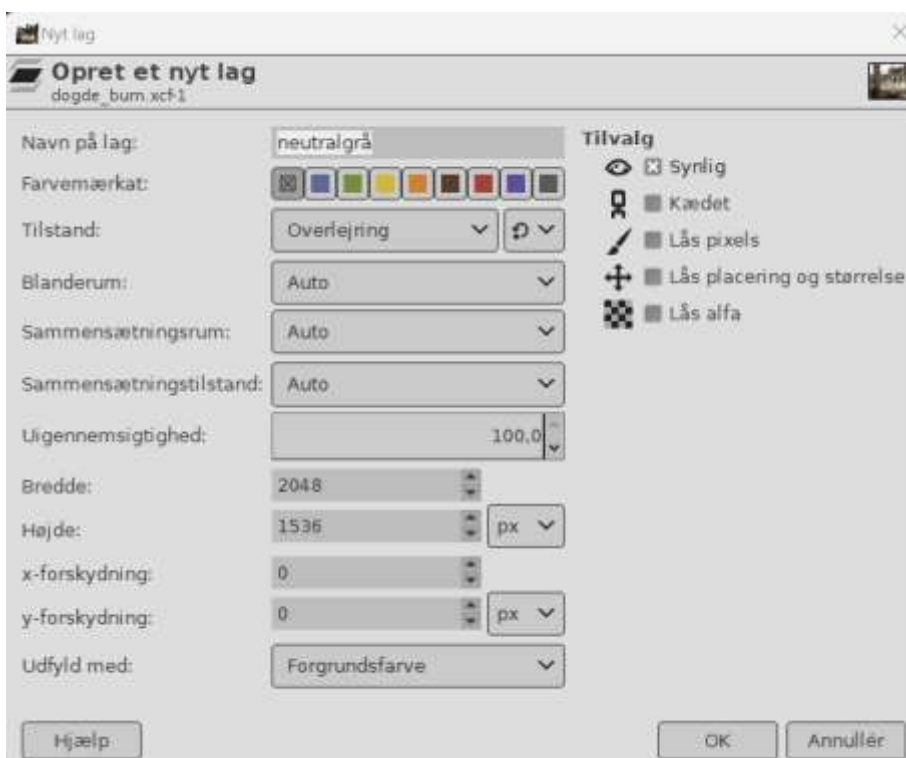 Nyt lag
Opret et nyt lag
dogde_bum.xcf-1
Navn på lag: neutralgrå
Farvemærkat:
Tilstand: Overlejring
Blanderum: Auto
Sammensætningsrum: Auto
Sammensætningstilstand: Auto
Uigennemsigtighed: 100,0
Bredde: 2048
Højde: 1536 px
x-forskydning: 0
y-forskydning: 0 px
Udfyld med: Forgrundsfarve
Tilvalg
Synlig
Kædet
Lås pixels
Lås placering og størrelse
Lås alfa
Hjælp OK Annullér